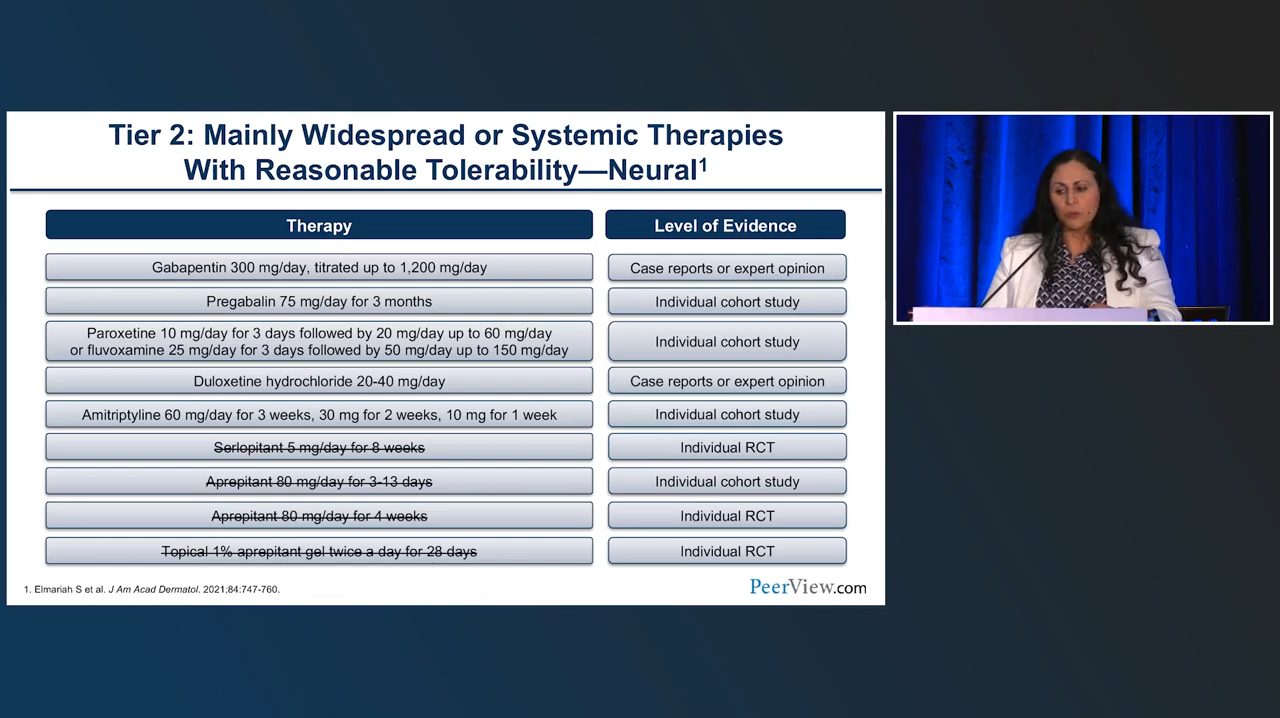 Tier 2: Mainly Widespread or Systemic Therapies
With Reasonable Tolerability—Neural¹
Therapy
Level of Evidence
Gabapentin 300 mg/day, titrated up to 1,200 mg/day
Case reports or expert opinion
Pregabalin 75 mg/day for 3 months
Individual cohort study
Paroxetine 10 mg/day for 3 days followed by 20 mg/day up to 60 mg/day
or fluvoxamine 25 mg/day for 3 days followed by 50 mg/day up to 150 mg/day
Individual cohort study
Duloxetine hydrochloride 20-40 mg/day
Case reports or expert opinion
Amitriptyline 60 mg/day for 3 weeks, 30 mg for 2 weeks, 10 mg for 1 week
Individual cohort study
Serlopitant 5 mg/day for 8 weeks
Individual RCT
Aprepitant 80 mg/day for 3-13 days
Individual cohort study
Aprepitant 80 mg/day for 4 weeks
Individual RCT
Topical 1% aprepitant gel twice a day for 28 days
Individual RCT
1. Elmariah S et al. J Am Acad Dermatol. 2021;84:747-760.
PeerView.com